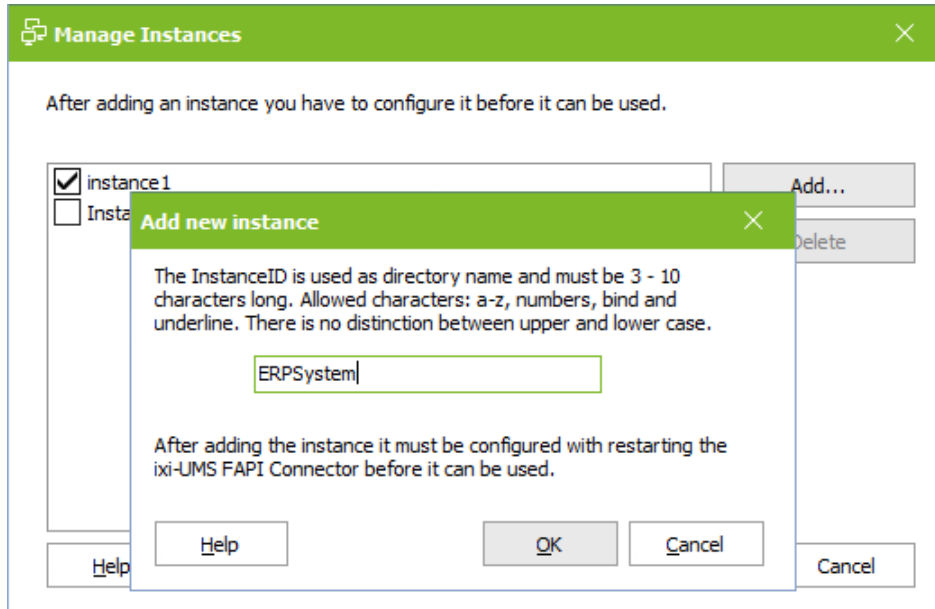 Manage Instances
After adding an instance you have to configure it before it can be used.
instance1
Add...
Insta
Delete
Add new instance
The InstanceID is used as directory name and must be 3 - 10
characters long. Allowed characters: a-z, numbers, bind and
underline. There is no distinction between upper and lower case.
ERPSystem
After adding the instance it must be configured with restarting the
ixi-UMS FAPI Connector before it can be used.
Help
OK
Cancel
Help
Cancel